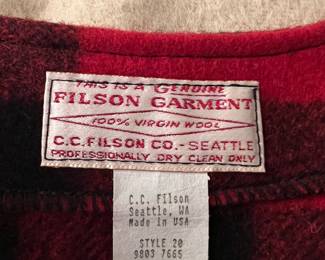 THIS IS A GENUINE
FILSON GARMENT
100% VIRGIN WOOL
C.C. FILSON CO. - SEATTLE
PROFESSIONALLY DRY CLEAN ONLY
C.C. Filson
Seattle, WA
Made in USA
STYLE 20
9803 7665